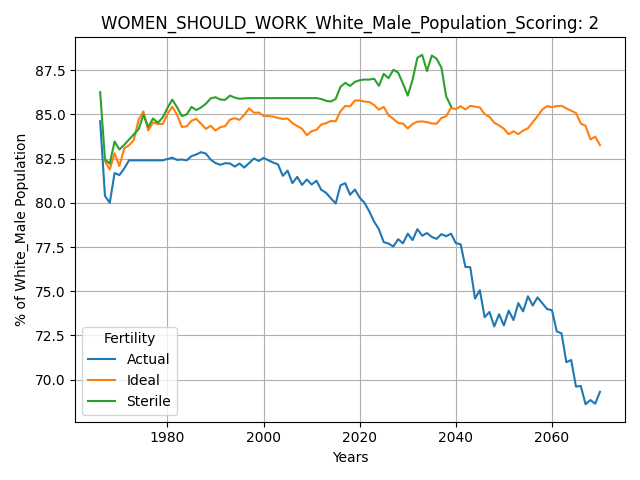 WOMEN_SHOULD_WORK_White_Male_Population_Scoring: 2
% of White_Male Population
87.5
85.0
82.5
80.0
77.5
75.0
72.5
70.0
Fertility
Actual
Ideal
Sterile
1980
2000
2020
2040
2060
Years